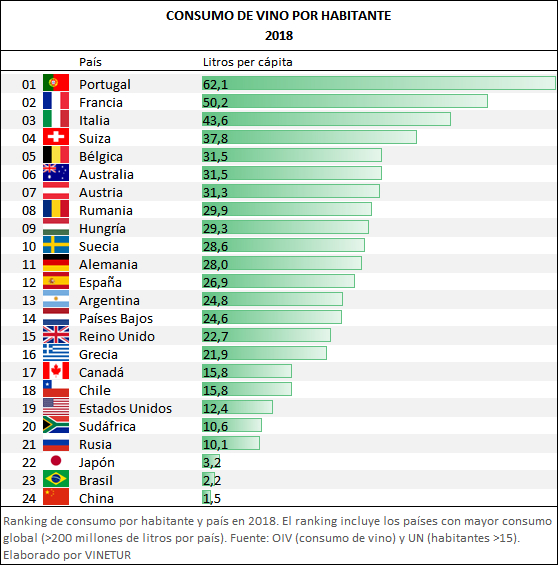 CONSUMO DE VINO POR HABITANTE
2018
País Litros per cápita
01 Portugal 62,1
02 Francia 50,2
03 Italia 43,6
04 Suiza 37,8
05 Bélgica 31,5
06 Australia 31,5
07 Austria 31,3
08 Rumania 29,9
09 Hungría 29,3
10 Suecia 28,6
11 Alemania 28,0
12 España 26,9
13 Argentina 24,8
14 Países Bajos 24,6
15 Reino Unido 22,7
16 Grecia 21,9
17 Canadá 15,8
18 Chile 15,8
19 Estados Unidos 12,4
20 Sudáfrica 10,6
21 Rusia 10,1
22 Japón 3,2
23 Brasil 2,2
24 China 1,5
Ranking de consumo por habitante y país en 2018. El ranking incluye los países con mayor consumo
global (>200 millones de litros por país). Fuente: OIV (consumo de vino) y UN (habitantes >15).
Elaborado por VINETUR